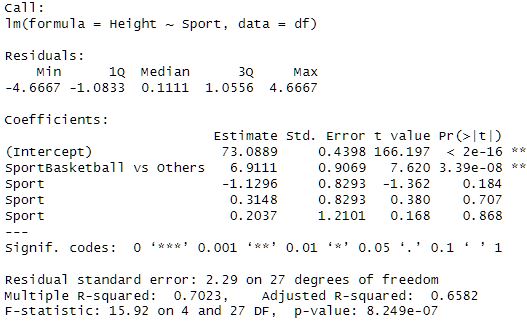 Call:
lm(formula = Height ~ Sport, data = df)
Residuals:
    Min      1Q  Median      3Q     Max
-4.6667 -1.0833  0.1111  1.0556  4.6667
Coefficients:
                          Estimate Std. Error t value Pr(>|t|)
(Intercept)                73.0889     0.4398 166.197  < 2e-16 **
SportBasketball vs Others   6.9111     0.9069   7.620 3.39e-08 **
Sport                      -1.1296     0.8293  -1.362    0.184
Sport                       0.3148     0.8293   0.380    0.707
Sport                       0.2037     1.2101   0.168    0.868
---
Signif. codes:  0 ‘***’ 0.001 ‘**’ 0.01 ‘*’ 0.05 ‘.’ 0.1 ‘ ’ 1
Residual standard error: 2.29 on 27 degrees of freedom
Multiple R-squared:  0.7023,    Adjusted R-squared:  0.6582
F-statistic: 15.92 on 4 and 27 DF,  p-value: 8.249e-07